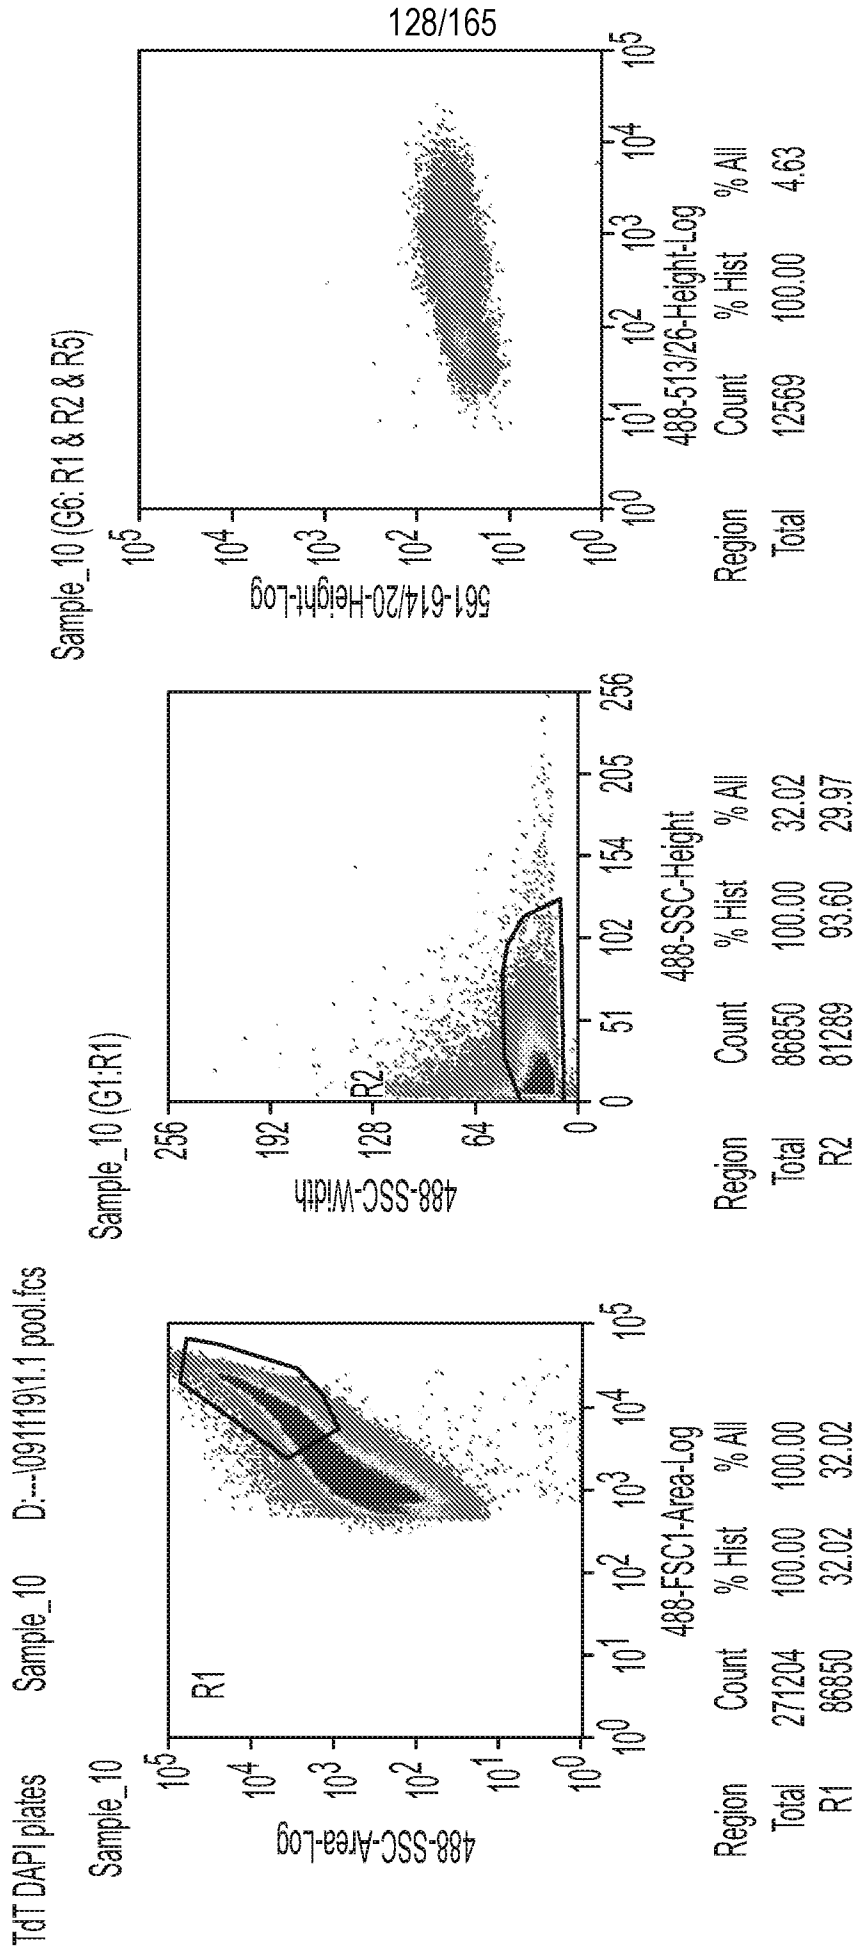 128/165
TdT DAPI plates Sample_10 D:---\091119\1.1 pool.fcs
Sample_10
R1
488-SSC-Area-Log
10^5
10^4
10^3
10^2
10^1
10^0
10^0 10^1 10^2 10^3 10^4 10^5
488-FSC1-Area-Log
Region Count % Hist % All
Total 271204 100.00 100.00
R1 86850 32.02 32.02
Sample_10 (G1:R1)
R2
488-SSC-Width
256
192
128
64
0
0 51 102 154 205 256
488-SSC-Height
Region Count % Hist % All
Total 86850 100.00 32.02
R2 81289 93.60 29.97
Sample_10 (G6: R1 & R2 & R5)
561-614/20-Height-Log
10^5
10^4
10^3
10^2
10^1
10^0
10^0 10^1 10^2 10^3 10^4 10^5
488-513/26-Height-Log
Region Count % Hist % All
Total 12569 100.00 4.63